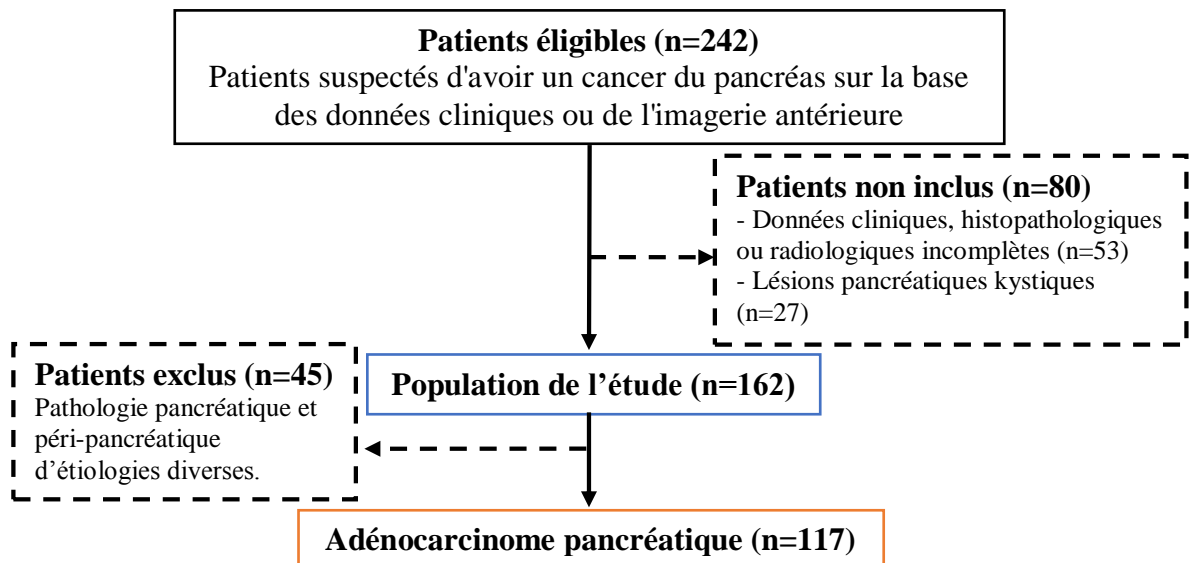 Patients éligibles (n=242)
Patients suspectés d'avoir un cancer du pancréas sur la base
des données cliniques ou de l'imagerie antérieure
Patients non inclus (n=80)
- Données cliniques, histopathologiques
ou radiologiques incomplètes (n=53)
- Lésions pancréatiques kystiques
(n=27)
Patients exclus (n=45)
Pathologie pancréatique et
péri-pancréatique
d’étiologies diverses.
Population de l’étude (n=162)
Adénocarcinome pancréatique (n=117)